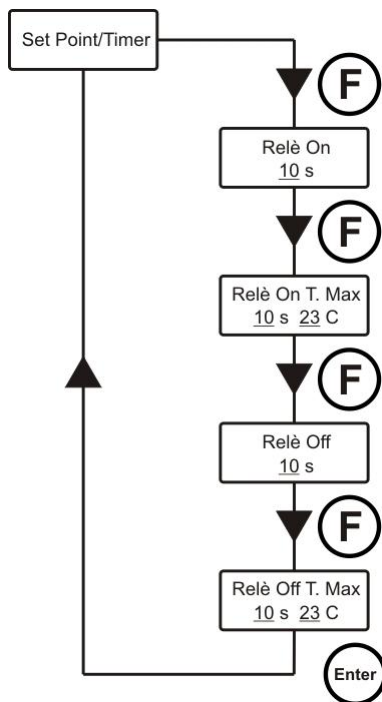 Set Point/Timer
F
Relè On
10 s
F
Relè On T. Max
10 s 23 C
F
Relè Off
10 s
F
Relè Off T. Max
10 s 23 C
Enter